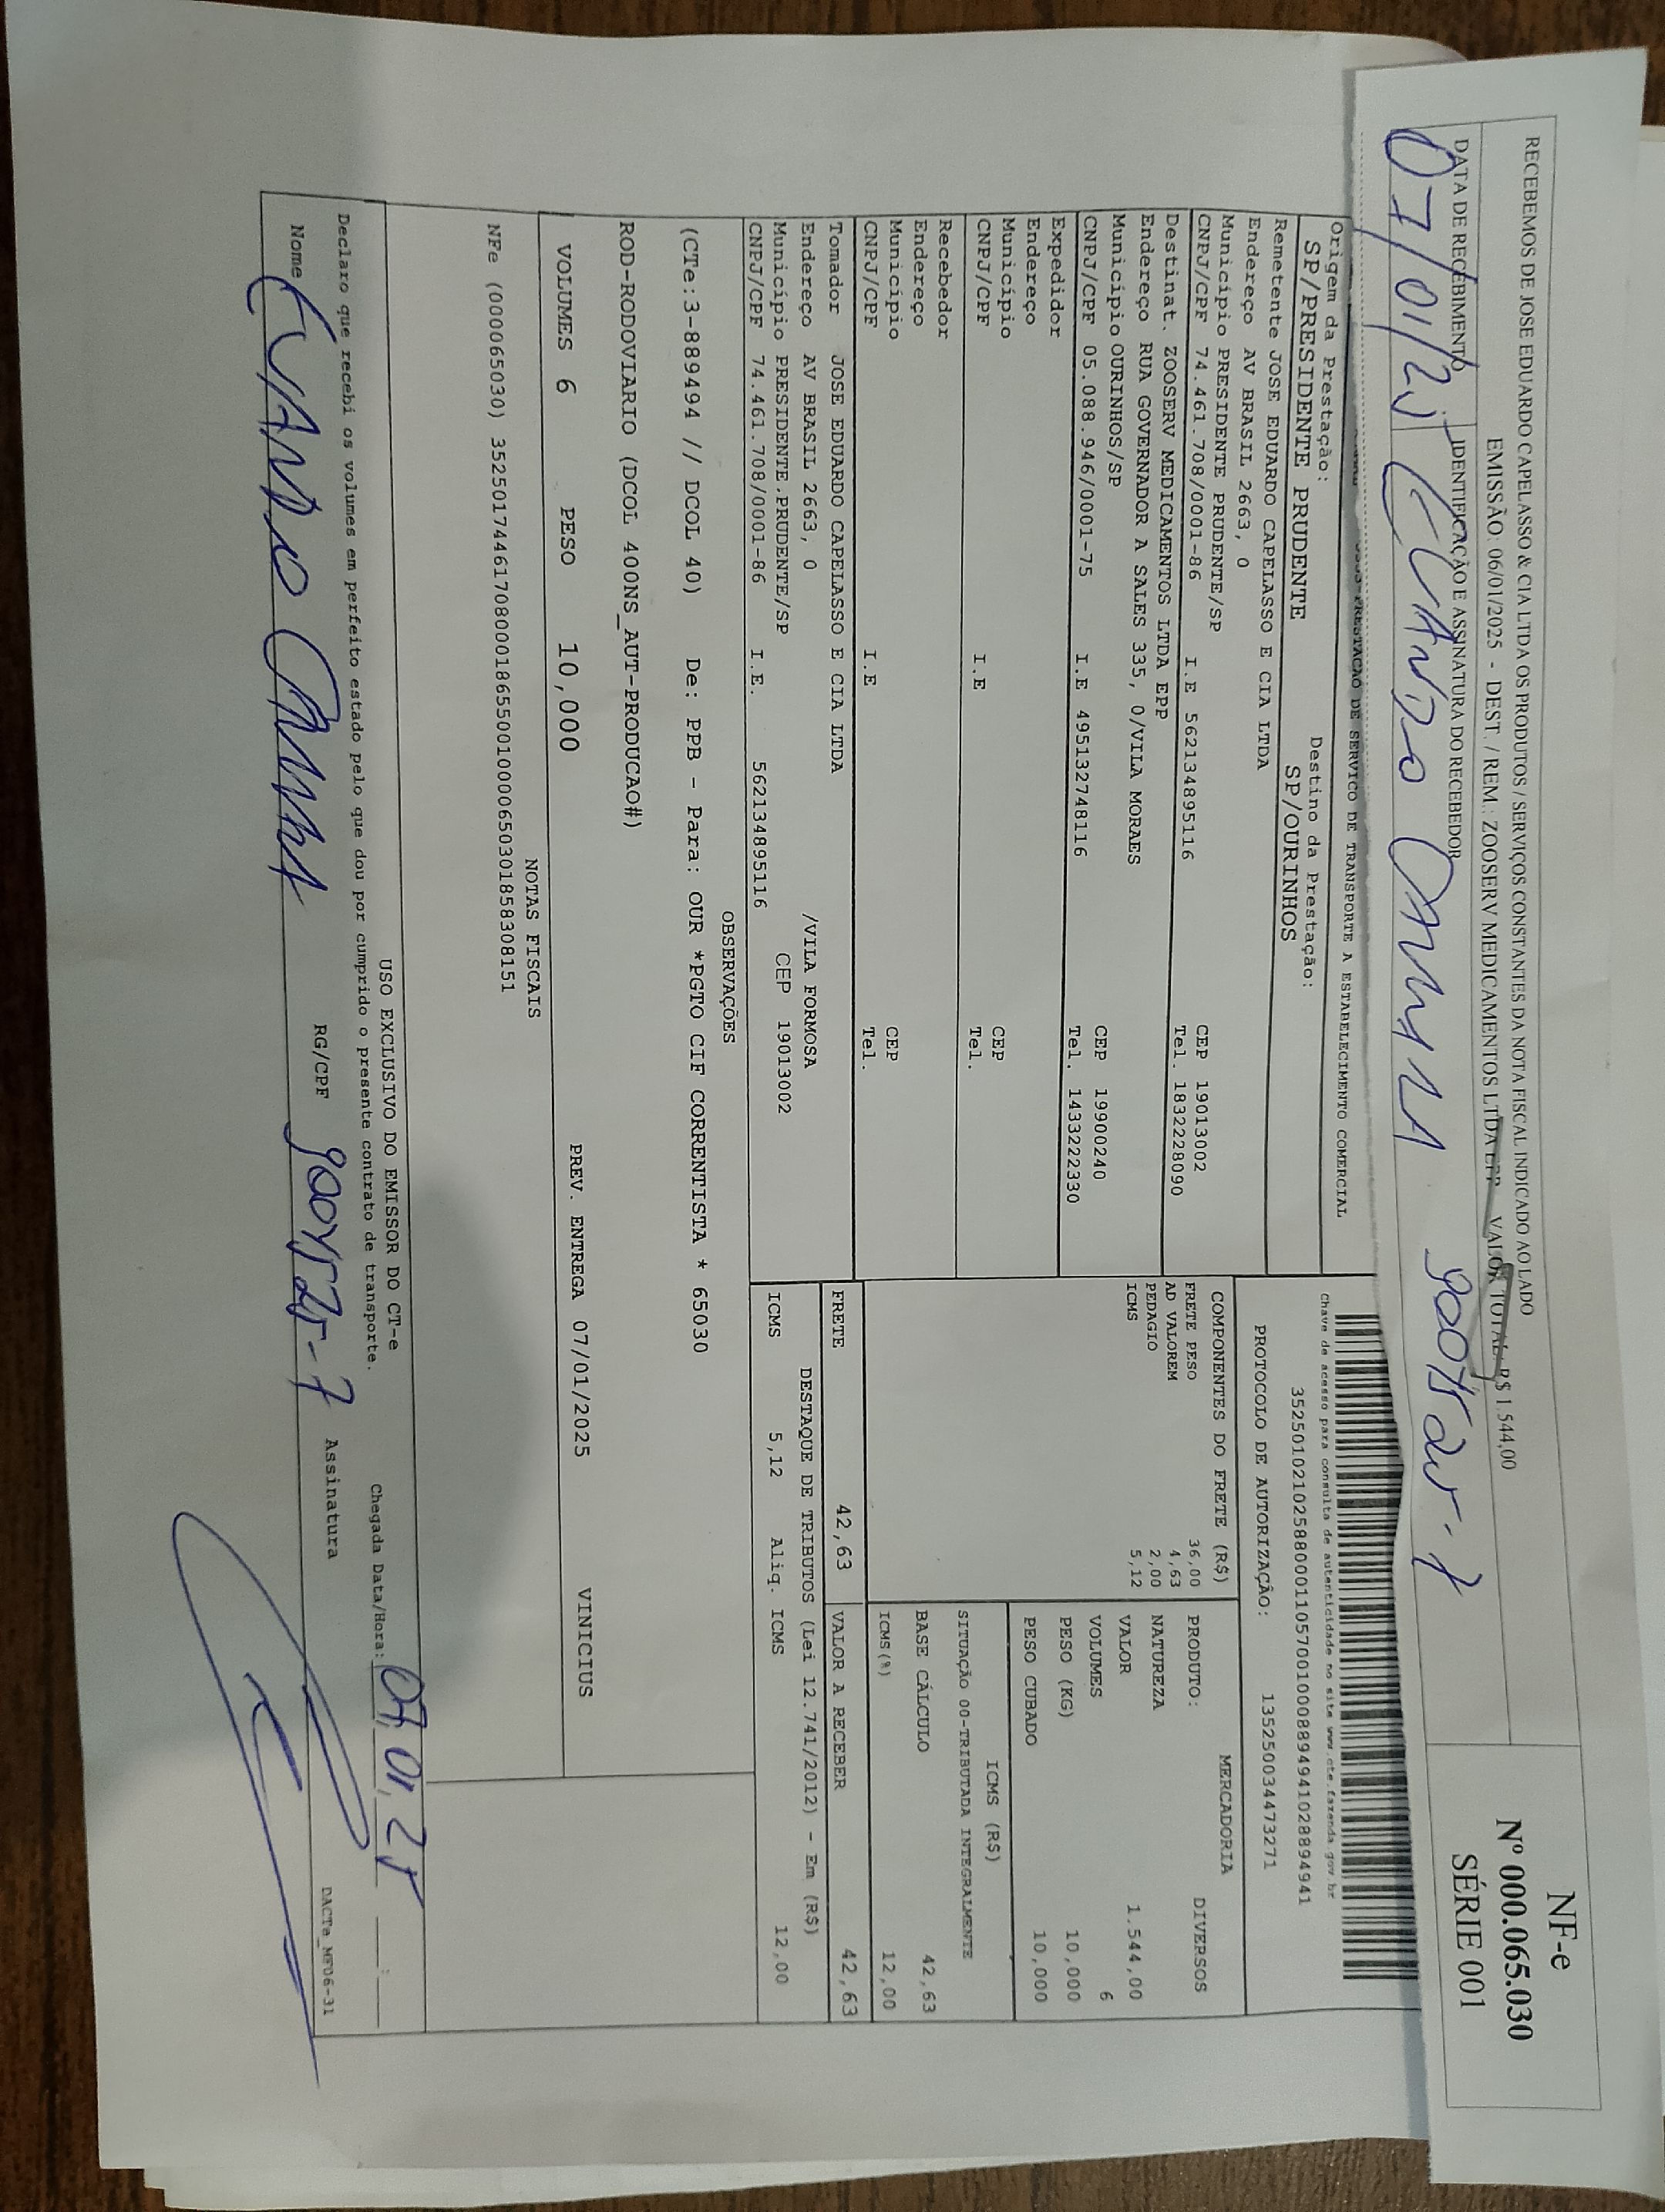 RECEBEMOS DE JOSE EDUARDO CAPELASSO & CIA LTDA OS PRODUTOS / SERVIÇOS CONSTANTES DA NOTA FISCAL INDICADO AO LADO
EMISSÃO: 06/01/2025 - DEST. / REM.: ZOOSERV MEDICAMENTOS LTDA EPP VALOR TOTAL: R$ 1.544,00
NF-e
Nº 000.065.030
SÉRIE 001
DATA DE RECEBIMENTO
IDENTIFICAÇÃO E ASSINATURA DO RECEBEDOR
07/01/25
PRESTAÇÃO DE SERVIÇO DE TRANSPORTE A ESTABELECIMENTO COMERCIAL
Origem da Prestação:
SP/PRESIDENTE PRUDENTE
Destino da Prestação:
SP/OURINHOS
Chave de acesso para consulta de autenticidade no site www.cte.fazenda.gov.br
35250102102588000110570010008894941028894941
PROTOCOLO DE AUTORIZAÇÃO: 135250034473271
Remetente JOSE EDUARDO CAPELASSO E CIA LTDA
Endereço AV BRASIL 2663, 0
Município PRESIDENTE PRUDENTE/SP CEP 19013002
CNPJ/CPF 74.461.708/0001-86 I.E 562134895116 Tel. 1832228090
Destinat. ZOOSERV MEDICAMENTOS LTDA EPP
Endereço RUA GOVERNADOR A SALES 335, 0/VILA MORAES
Município OURINHOS/SP CEP 19900240
CNPJ/CPF 05.088.946/0001-75 I.E 495132748116 Tel. 1433222330
Expedidor
Endereço
Município CEP
CNPJ/CPF I.E Tel.
Recebedor
Endereço
Município CEP
CNPJ/CPF I.E Tel.
Tomador JOSE EDUARDO CAPELASSO E CIA LTDA
Endereço AV BRASIL 2663, 0 /VILA FORMOSA
Município PRESIDENTE PRUDENTE/SP CEP 19013002
CNPJ/CPF 74.461.708/0001-86 I.E. 562134895116
COMPONENTES DO FRETE (R$)
FRETE PESO 36,00
AD VALOREM 4,63
PEDAGIO 2,00
ICMS 5,12
MERCADORIA
PRODUTO: DIVERSOS
NATUREZA
VALOR 1.544,00
VOLUMES 6
PESO (KG) 10,000
PESO CUBADO 10,000
ICMS (R$)
SITUAÇÃO 00-TRIBUTADA INTEGRALMENTE
BASE CÁLCULO 42,63
ICMS(%) 12,00
FRETE 42,63
VALOR A RECEBER 42,63
DESTAQUE DE TRIBUTOS (Lei 12.741/2012) - Em (R$)
ICMS 5,12 Aliq. ICMS 12,00
OBSERVAÇÕES
(CTe:3-889494 // DCOL 40) De: PPB - Para: OUR *PGTO CIF CORRENTISTA * 65030
ROD-RODOVIARIO (DCOL 400NS_AUT-PRODUCAO#)
VOLUMES 6 PESO 10,000 PREV. ENTREGA 07/01/2025 VINICIUS
NOTAS FISCAIS
NFe (000065030) 35250174461708000186550010000650301858308151
USO EXCLUSIVO DO EMISSOR DO CT-e
Declaro que recebi os volumes em perfeito estado pelo que dou por cumprido o presente contrato de transporte.
Chegada Data/Hora: 07, 01, 25
Nome
RG/CPF
Assinatura
DACTe_MF06-31